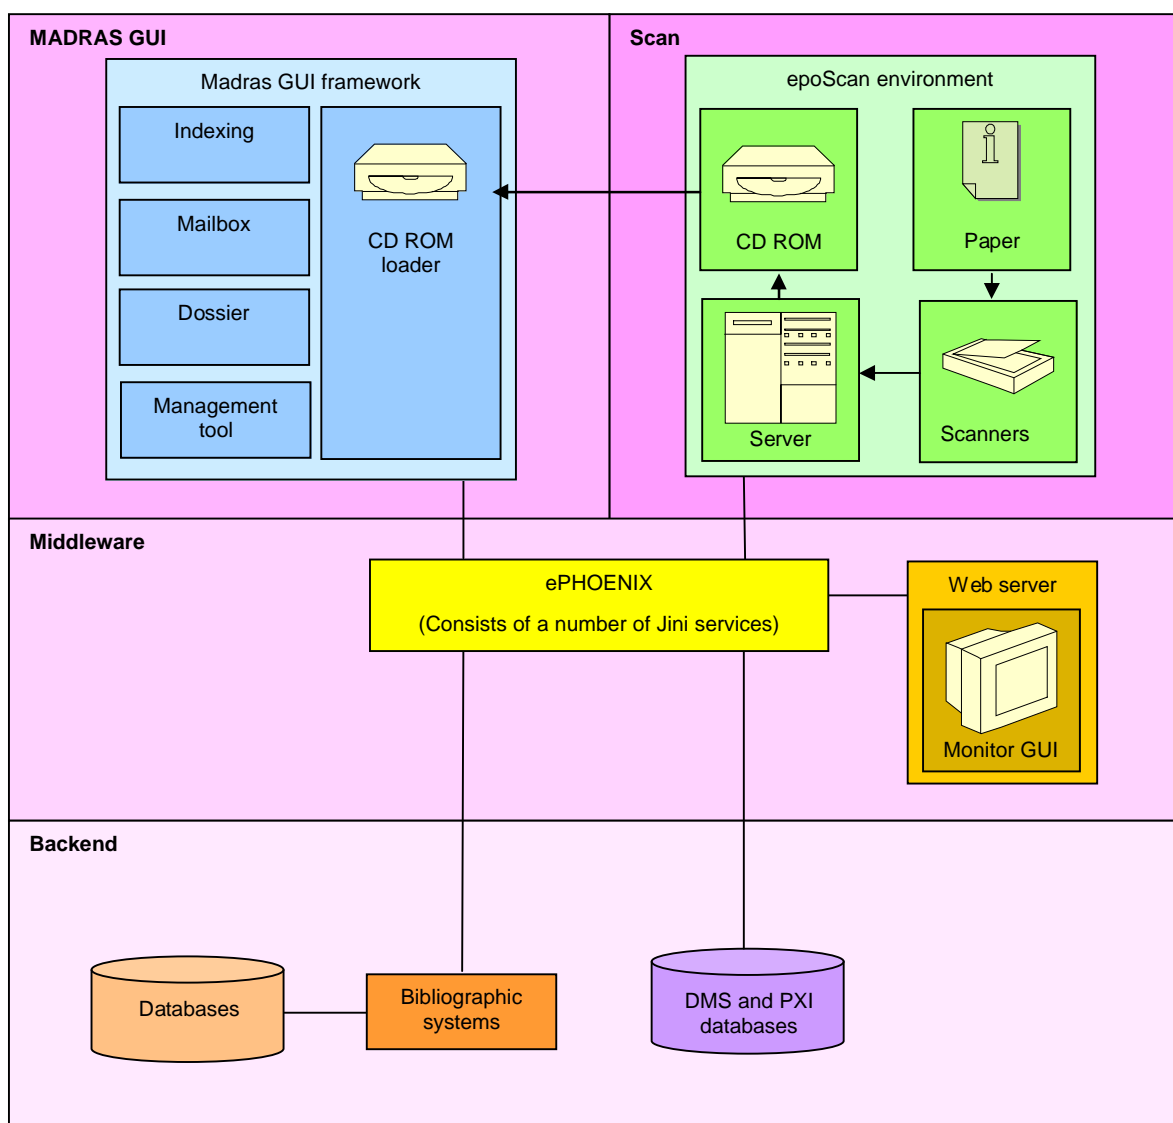 MADRAS GUI
Madras GUI framework
Indexing
Mailbox
Dossier
Management
tool
CD ROM
loader
Scan
epoScan environment
CD ROM
Paper
i
Server
Scanners
Middleware
ePHOENIX
(Consists of a number of Jini services)
Web server
Monitor GUI
Backend
Databases
Bibliographic
systems
DMS and PXI
databases